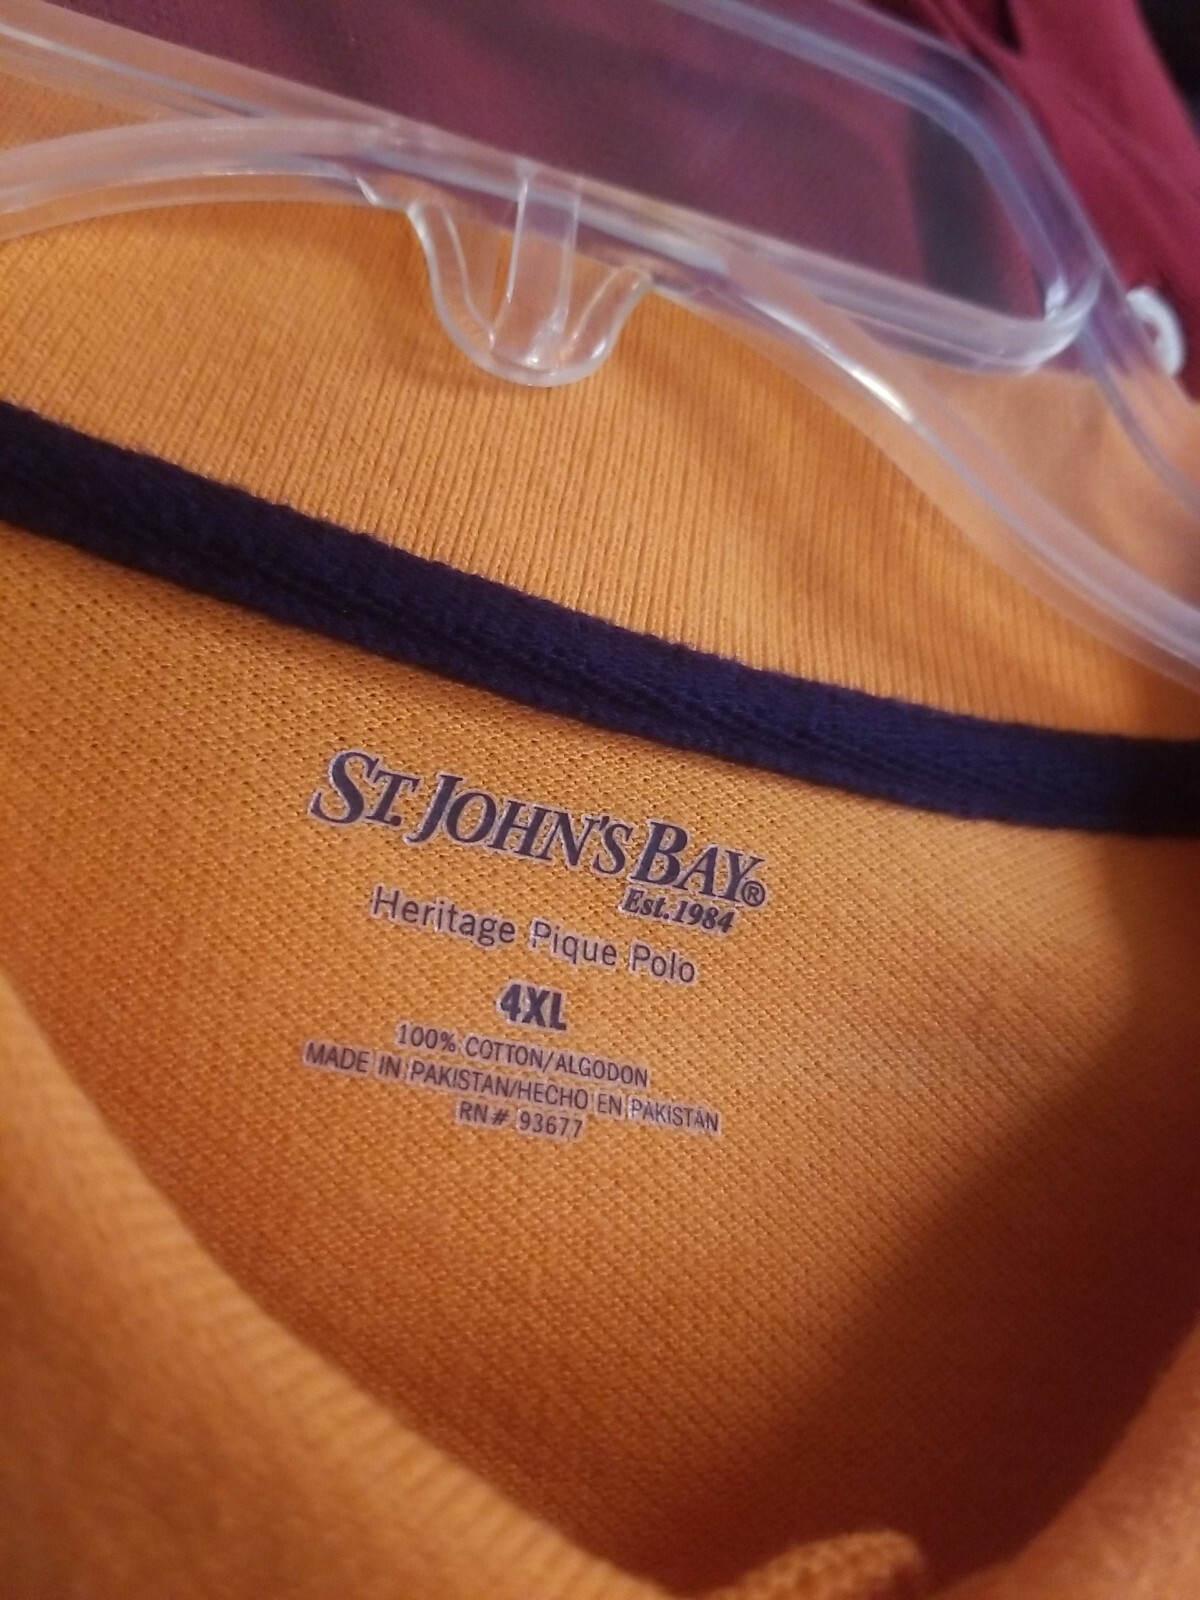 ST. JOHN'S BAY®
Est. 1984
Heritage Pique Polo
4XL
100% COTTON/ALGODON
MADE IN PAKISTAN/HECHO EN PAKISTÁN
RN# 93677